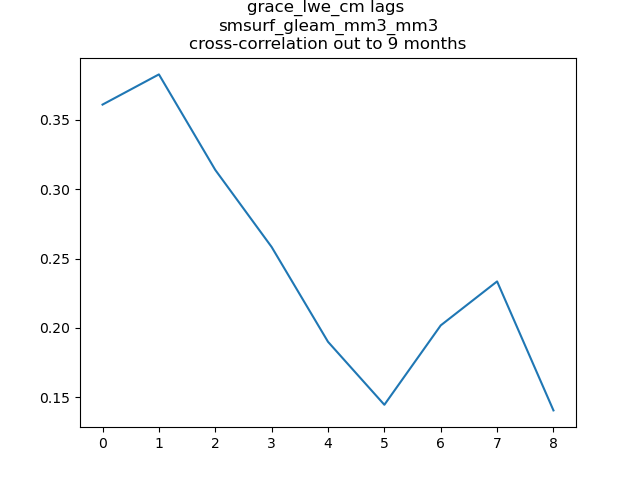 grace_lwe_cm lags
smsurf_gleam_mm3_mm3
cross-correlation out to 9 months
0.35
0.30
0.25
0.20
0.15
0 1 2 3 4 5 6 7 8